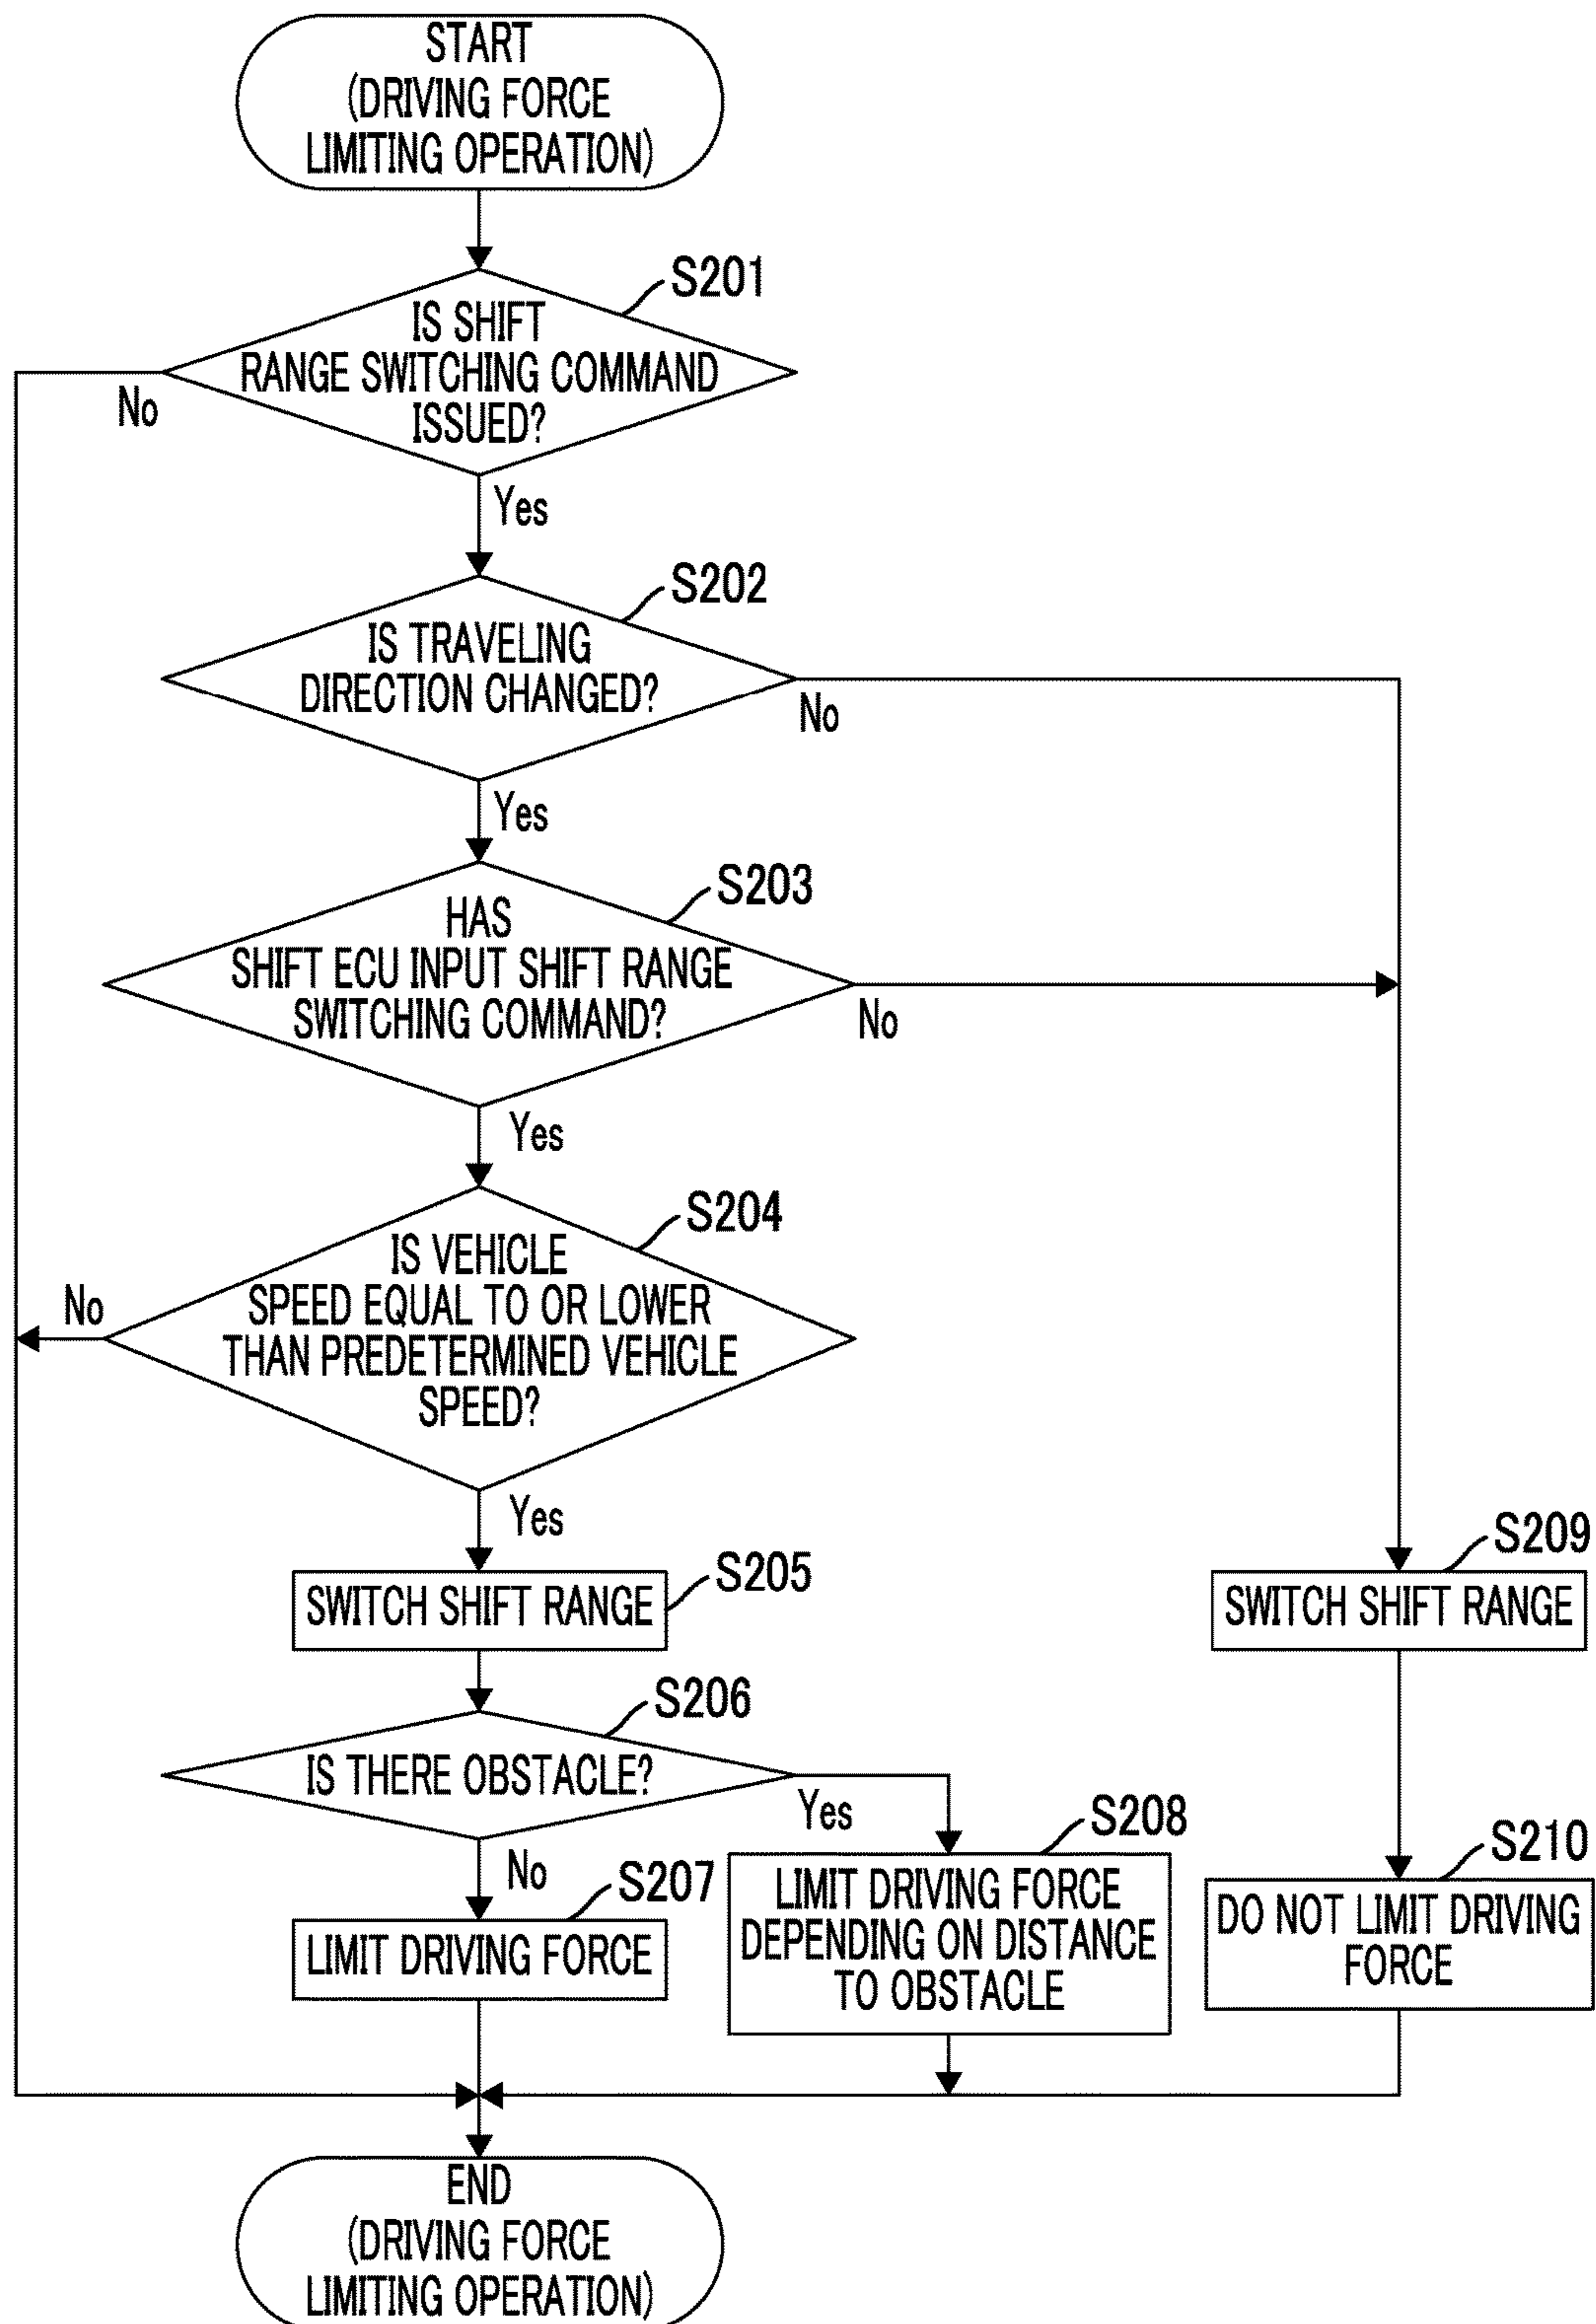 START
(DRIVING FORCE
LIMITING OPERATION)
S201
IS SHIFT
RANGE SWITCHING COMMAND
ISSUED?
No
Yes
S202
IS TRAVELING
DIRECTION CHANGED?
No
Yes
S203
HAS
SHIFT ECU INPUT SHIFT RANGE
SWITCHING COMMAND?
No
Yes
S204
IS VEHICLE
SPEED EQUAL TO OR LOWER
THAN PREDETERMINED VEHICLE
SPEED?
No
Yes
S205
SWITCH SHIFT RANGE
S209
SWITCH SHIFT RANGE
S206
IS THERE OBSTACLE?
Yes
No
S207
LIMIT DRIVING FORCE
S208
LIMIT DRIVING FORCE
DEPENDING ON DISTANCE
TO OBSTACLE
S210
DO NOT LIMIT DRIVING
FORCE
END
(DRIVING FORCE
LIMITING OPERATION)